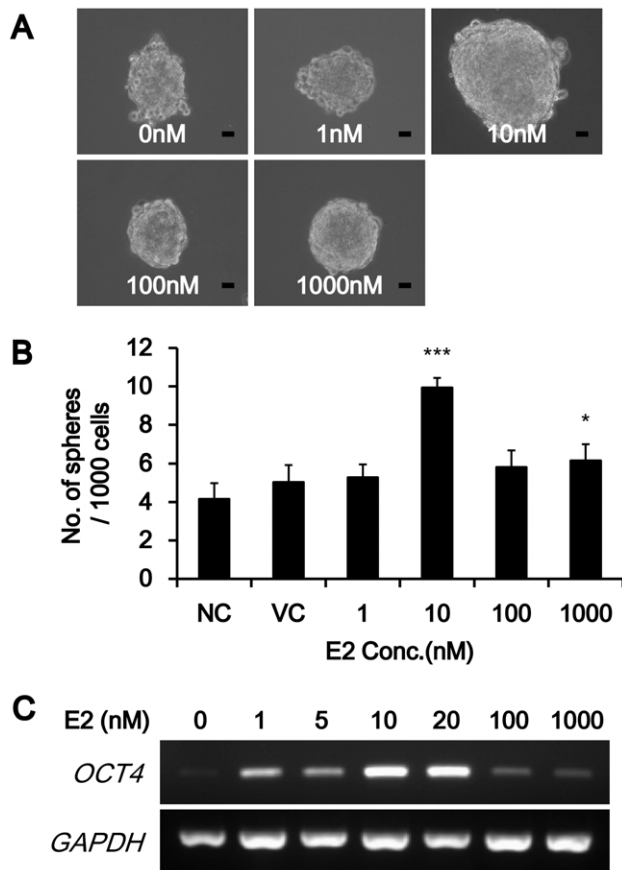 A
0nM
1nM
10nM
100nM
1000nM
B
12
10
8
6
4
2
0
No. of spheres
/ 1000 cells
***
*
NC VC 1 10 100 1000
E2 Conc.(nM)
C
E2 (nM) 0 1 5 10 20 100 1000
OCT4
GAPDH